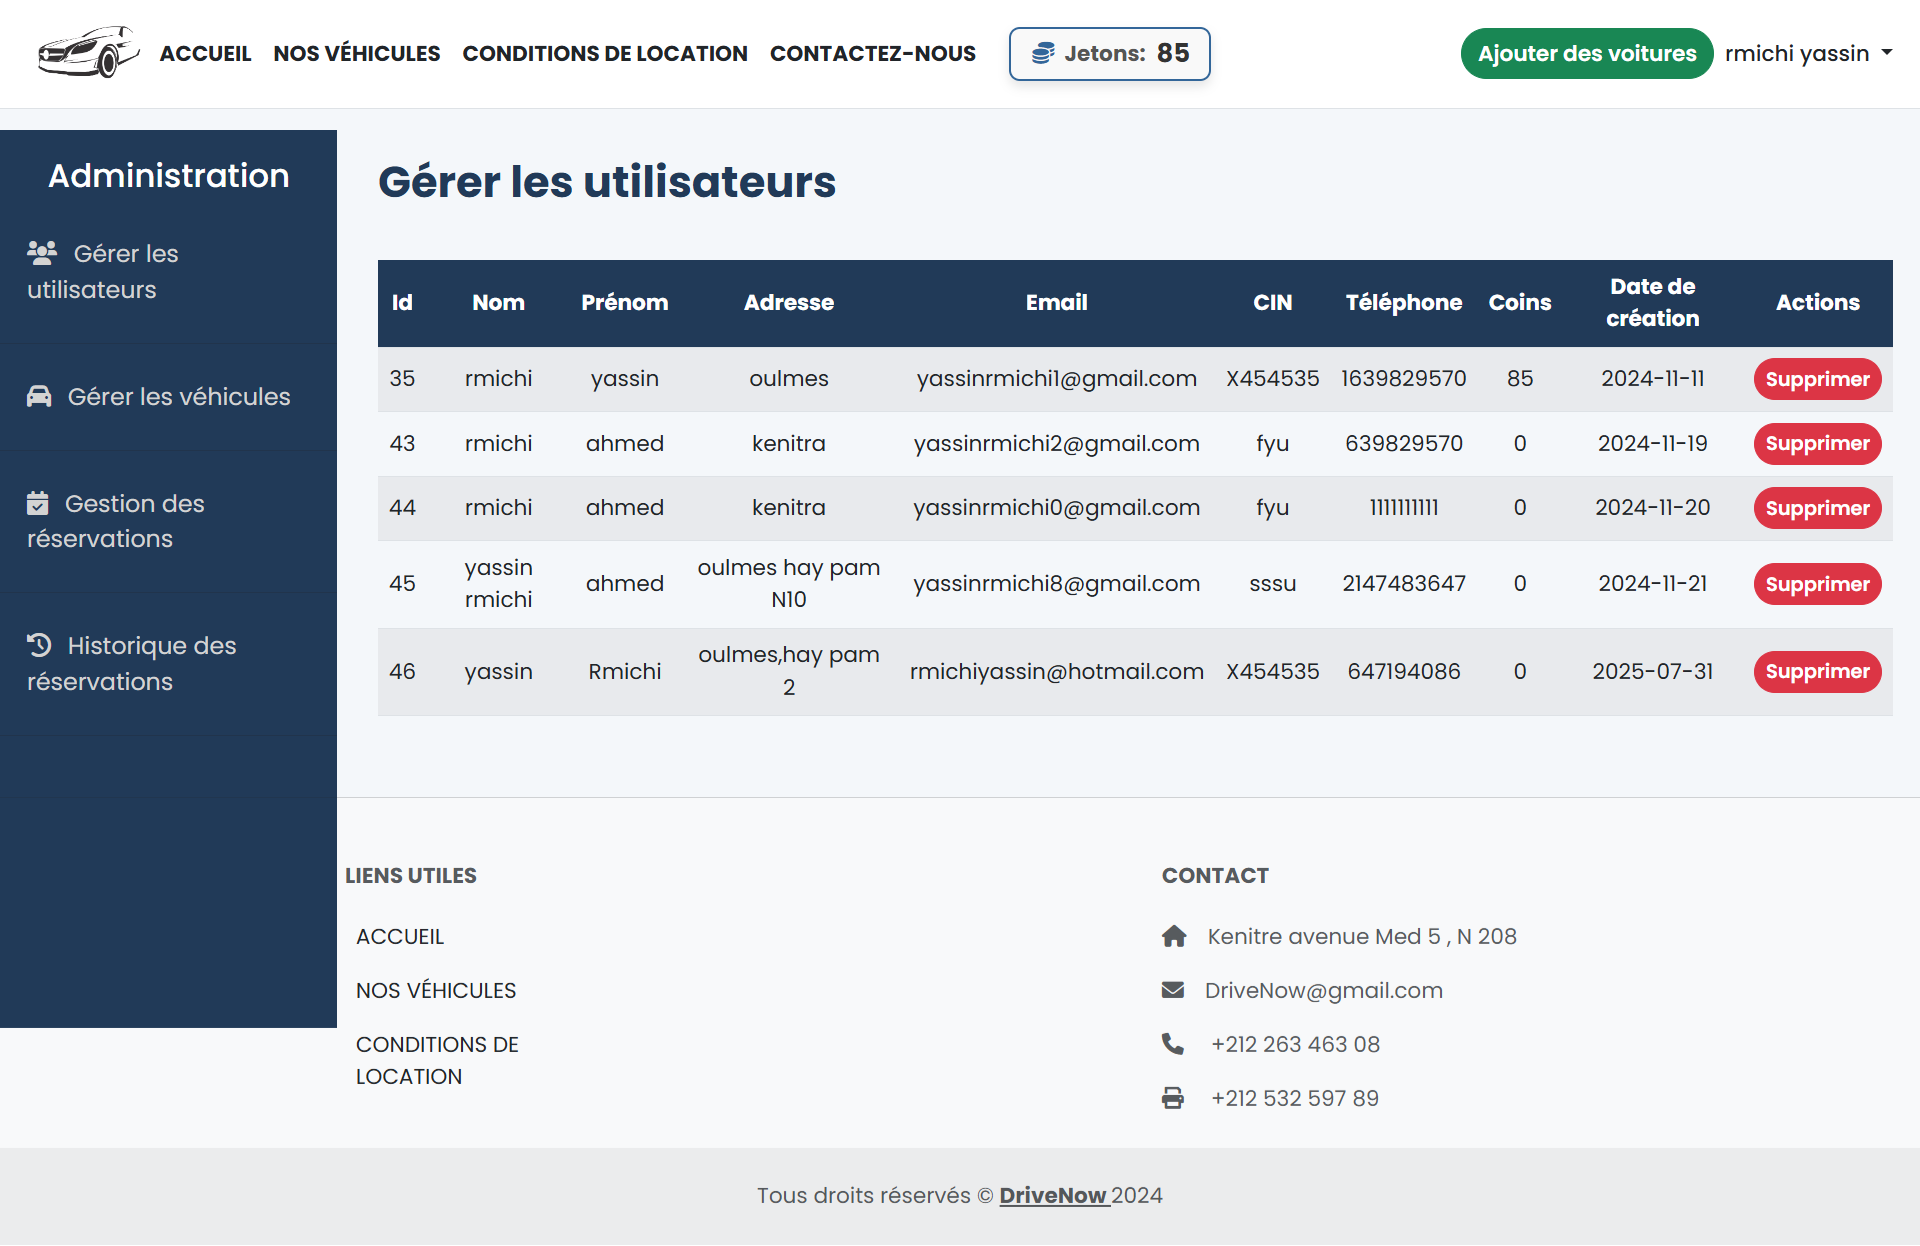 ACCUEIL NOS VÉHICULES CONDITIONS DE LOCATION CONTACTEZ-NOUS Jetons: 85 Ajouter des voitures rmichi yassin
Administration
Gérer les
utilisateurs
Gérer les véhicules
Gestion des
réservations
Historique des
réservations
Gérer les utilisateurs
Id Nom Prénom Adresse Email CIN Téléphone Coins Date de création Actions
35 rmichi yassin oulmes yassinrmichi1@gmail.com X454535 1639829570 85 2024-11-11 Supprimer
43 rmichi ahmed kenitra yassinrmichi2@gmail.com fyu 639829570 0 2024-11-19 Supprimer
44 rmichi ahmed kenitra yassinrmichi0@gmail.com fyu 1111111111 0 2024-11-20 Supprimer
45 yassin rmichi ahmed oulmes hay pam N10 yassinrmichi8@gmail.com sssu 2147483647 0 2024-11-21 Supprimer
46 yassin Rmichi oulmes,hay pam 2 rmichiyassin@hotmail.com X454535 647194086 0 2025-07-31 Supprimer
LIENS UTILES
ACCUEIL
NOS VÉHICULES
CONDITIONS DE
LOCATION
CONTACT
Kenitre avenue Med 5 , N 208
DriveNow@gmail.com
+212 263 463 08
+212 532 597 89
Tous droits réservés © DriveNow 2024